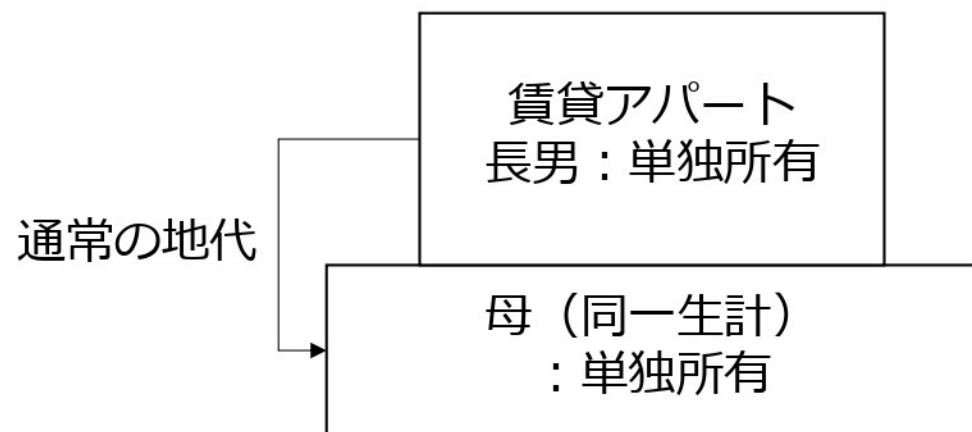 賃貸アパート
長男：単独所有
通常の地代
母（同一生計）
：単独所有